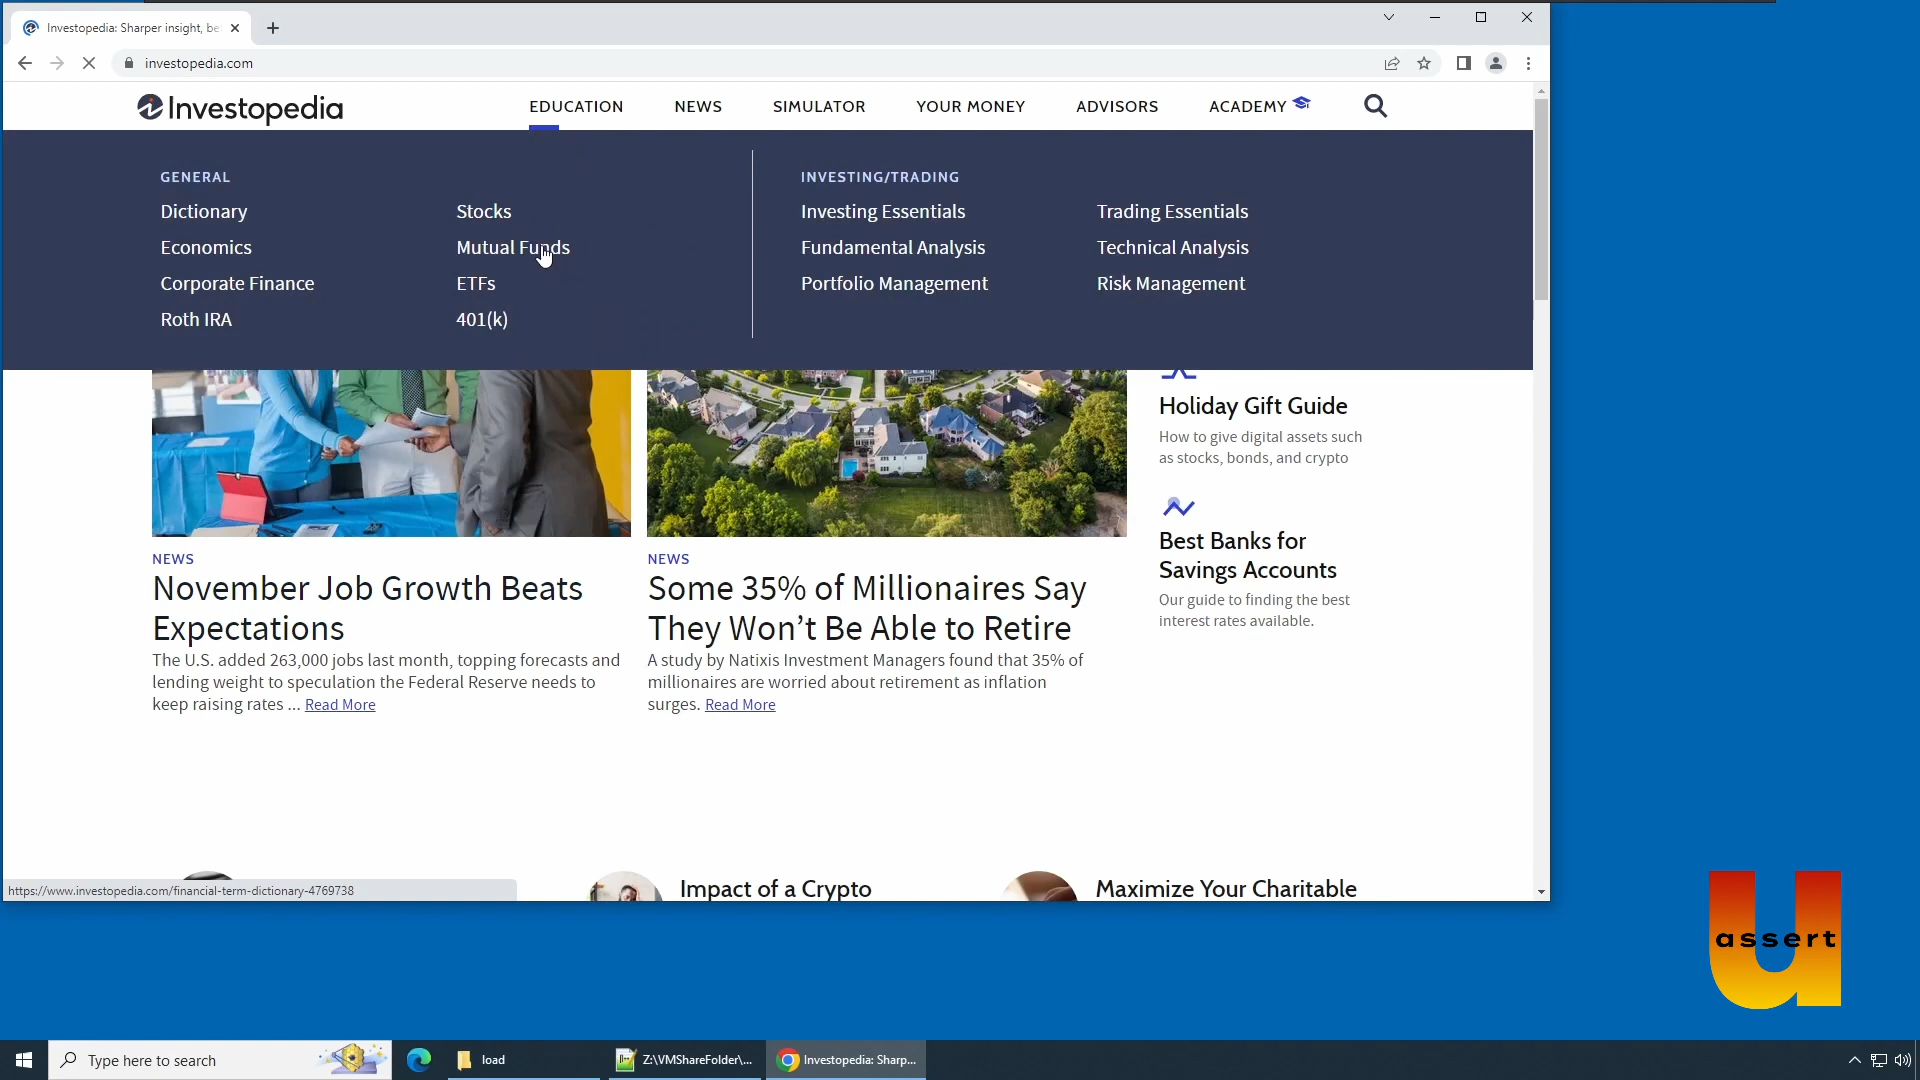 Investopedia: Sharper insight, be
investopedia.com
Investopedia
EDUCATION NEWS SIMULATOR YOUR MONEY ADVISORS ACADEMY
GENERAL
Dictionary Stocks
Economics Mutual Funds
Corporate Finance ETFs
Roth IRA 401(k)
INVESTING/TRADING
Investing Essentials Trading Essentials
Fundamental Analysis Technical Analysis
Portfolio Management Risk Management
NEWS
November Job Growth Beats
Expectations
The U.S. added 263,000 jobs last month, topping forecasts and
lending weight to speculation the Federal Reserve needs to
keep raising rates ... Read More
NEWS
Some 35% of Millionaires Say
They Won’t Be Able to Retire
A study by Natixis Investment Managers found that 35% of
millionaires are worried about retirement as inflation
surges. Read More
Holiday Gift Guide
How to give digital assets such
as stocks, bonds, and crypto
Best Banks for
Savings Accounts
Our guide to finding the best
interest rates available.
Impact of a Crypto
Maximize Your Charitable
https://www.investopedia.com/financial-term-dictionary-4769738
u
assert
Type here to search
load
Z:\VMShareFolder\...
Investopedia: Sharp...